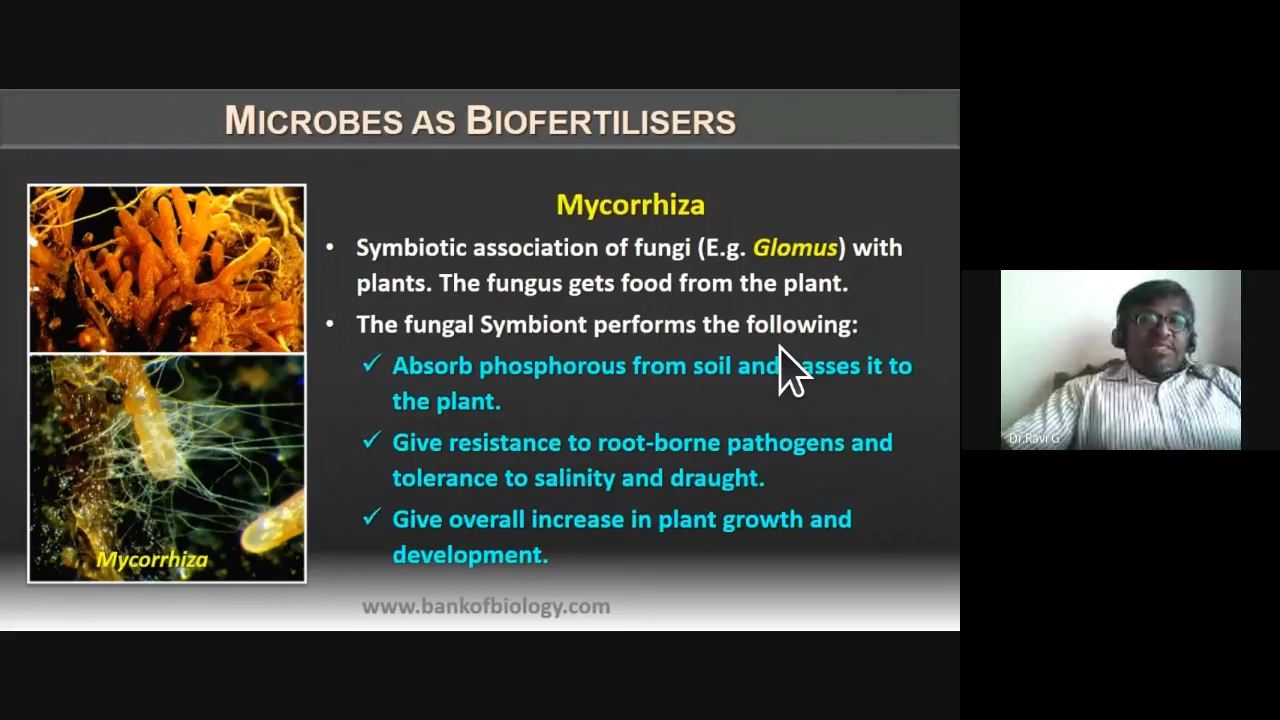 MICROBES AS BIOFERTILISERS
Mycorrhiza
• Symbiotic association of fungi (E.g. Glomus) with
plants. The fungus gets food from the plant.
• The fungal Symbiont performs the following:
✓ Absorb phosphorous from soil and asses it to
the plant.
✓ Give resistance to root-borne pathogens and
tolerance to salinity and draught.
✓ Give overall increase in plant growth and
development.
Mycorrhiza
www.bankofbiology.com
Dr.Ravi G